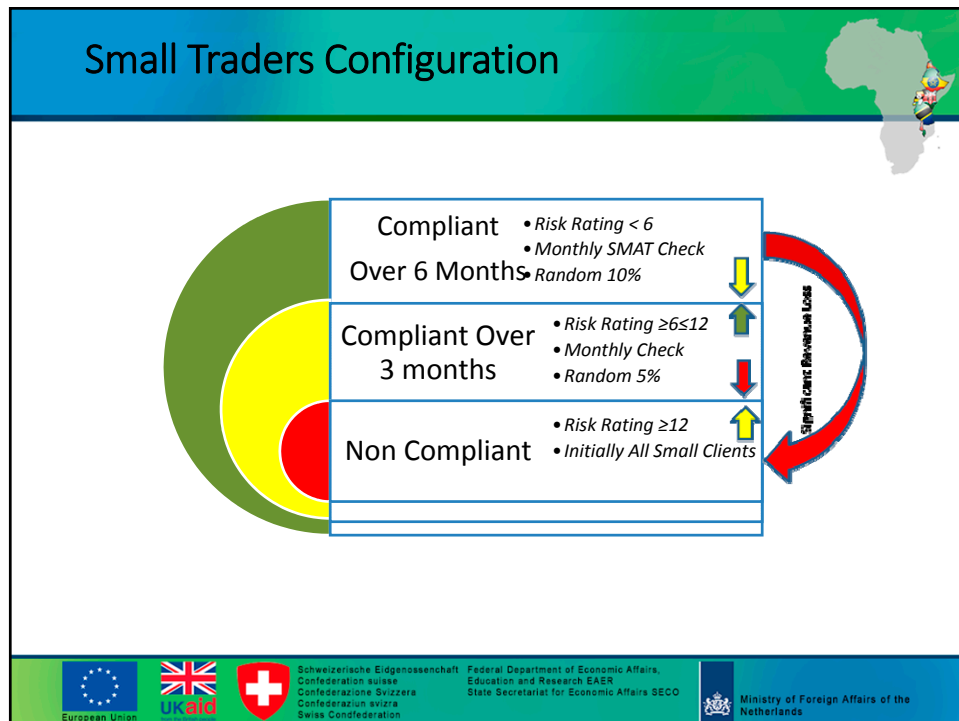 Small Traders Configuration
Compliant
Over 6 Months
•Risk Rating < 6
•Monthly SMAT Check
•Random 10%
Compliant Over
3 months
•Risk Rating ≥6≤12
•Monthly Check
•Random 5%
Non Compliant
•Risk Rating ≥12
•Initially All Small Clients
Significant Revenue Loss
European Union
UKaid
Schweizerische Eidgenossenschaft
Confederation suisse
Confederazione Svizzera
Confederaziun svizra
Swiss Condfederation
Federal Department of Economic Affairs,
Education and Research EAER
State Secretariat for Economic Affairs SECO
Ministry of Foreign Affairs of the
Netherlands